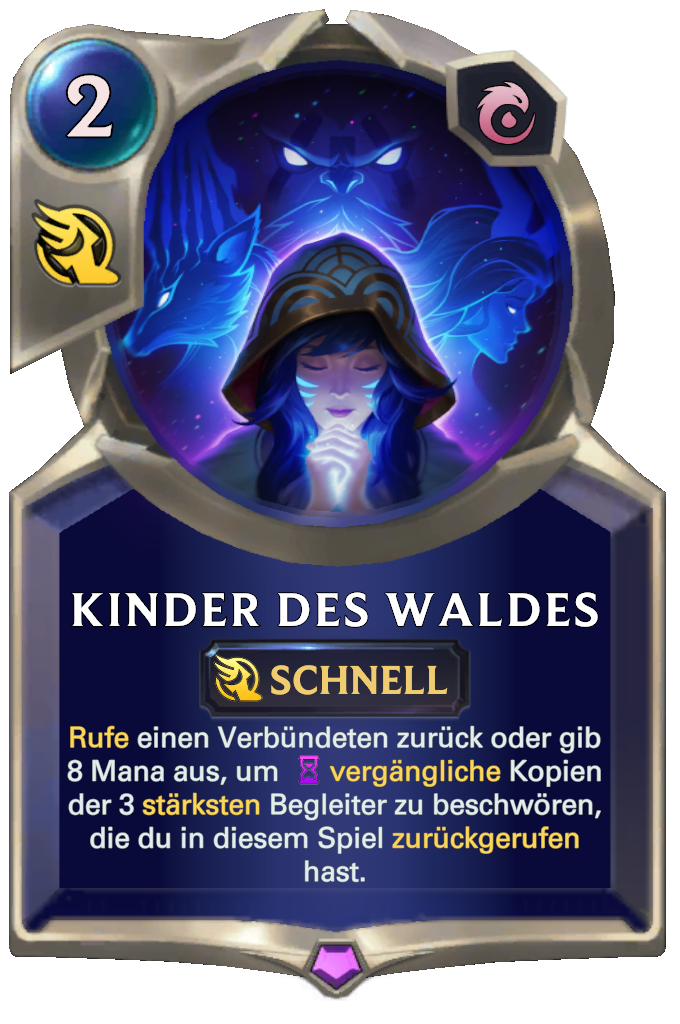 2
KINDER DES WALDES
SCHNELL
Rufe einen Verbündeten zurück oder gib
8 Mana aus, um vergängliche Kopien
der 3 stärksten Begleiter zu beschwören,
die du in diesem Spiel zurückgerufen
hast.